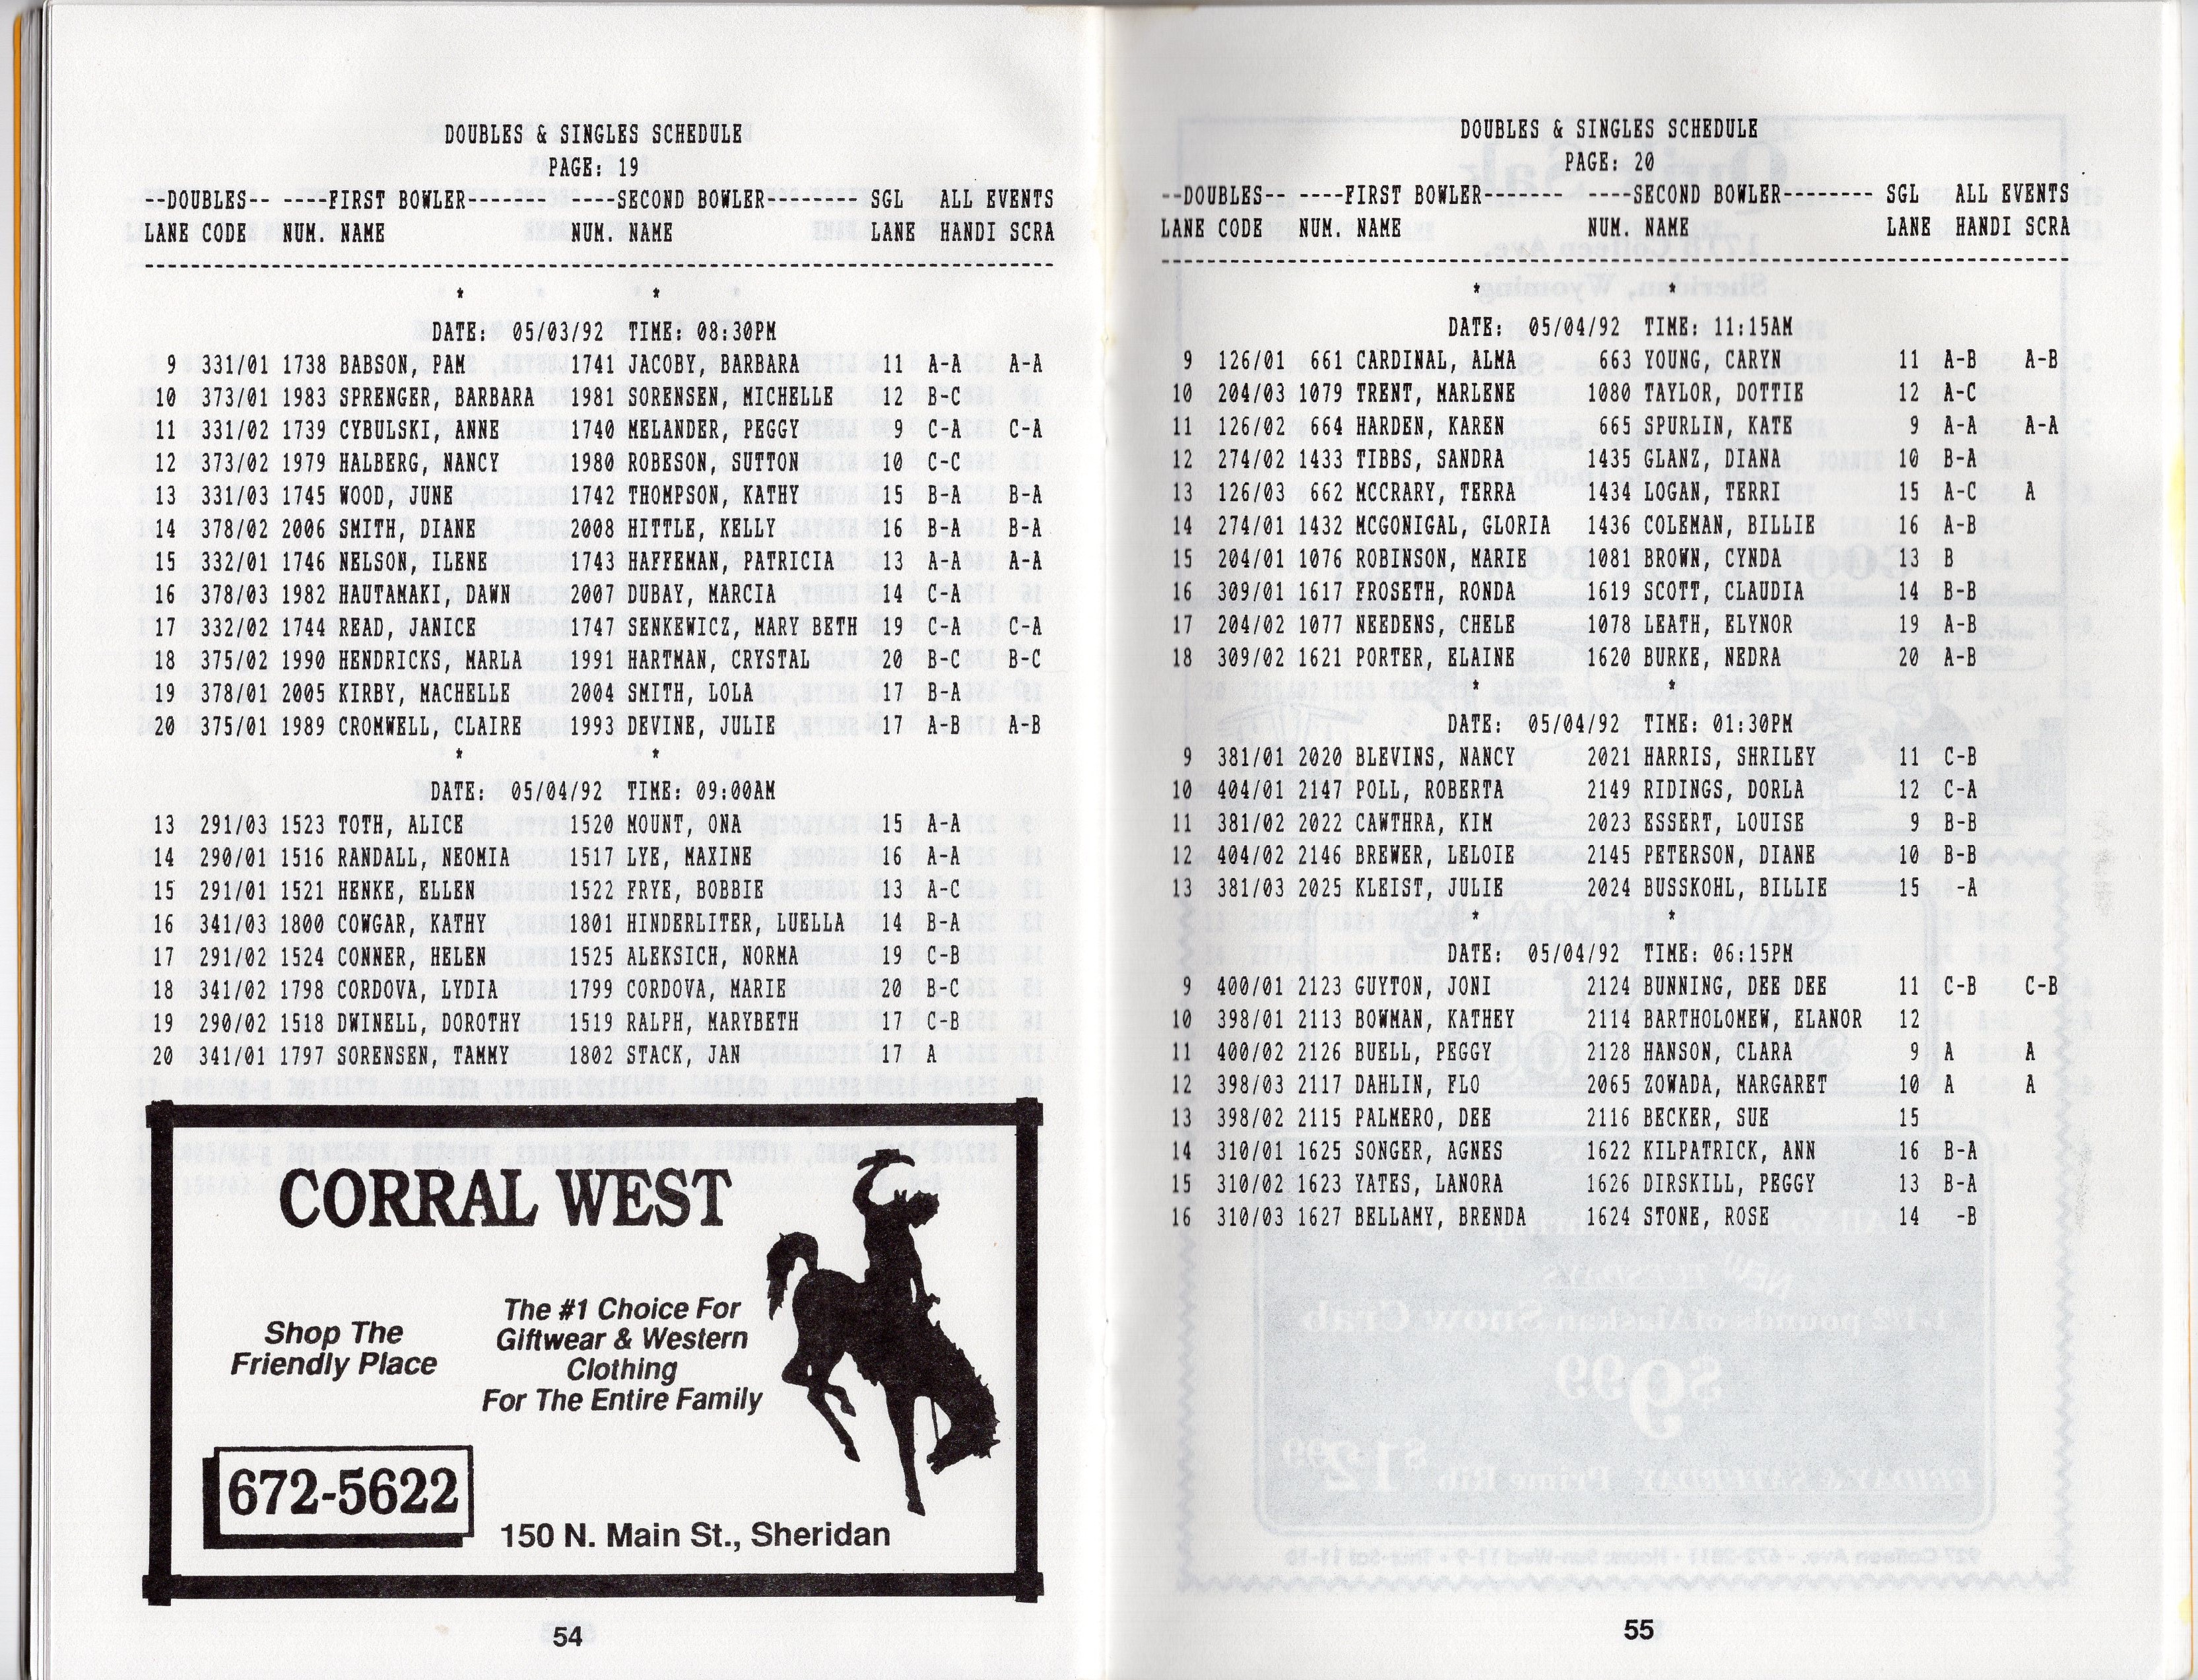 DOUBLES & SINGLES SCHEDULE
PAGE: 19
--DOUBLES-- ----FIRST BOWLER------- ----SECOND BOWLER-------- SGL ALL EVENTS
LANE CODE NUM. NAME NUM. NAME LANE HANDI SCRA
* *
DATE: 05/03/92 TIME: 08:30PM
9 331/01 1738 BABSON, PAM 1741 JACOBY, BARBARA 11 A-A A-A
10 373/01 1983 SPRENGER, BARBARA 1981 SORENSEN, MICHELLE 12 B-C
11 331/02 1739 CYBULSKI, ANNE 1740 MELANDER, PEGGY 9 C-A C-A
12 373/02 1979 HALBERG, NANCY 1980 ROBESON, SUTTON 10 C-C
13 331/03 1745 WOOD, JUNE 1742 THOMPSON, KATHY 15 B-A B-A
14 378/02 2006 SMITH, DIANE 2008 HITTLE, KELLY 16 B-A B-A
15 332/01 1746 NELSON, ILENE 1743 HAFFEMAN, PATRICIA 13 A-A A-A
16 378/03 1982 HAUTAMAKI, DAWN 2007 DUBAY, MARCIA 14 C-A
17 332/02 1744 READ, JANICE 1747 SENKEWICZ, MARY BETH 19 C-A C-A
18 375/02 1990 HENDRICKS, MARLA 1991 HARTMAN, CRYSTAL 20 B-C B-C
19 378/01 2005 KIRBY, MACHELLE 2004 SMITH, LOLA 17 B-A
20 375/01 1989 CROMWELL, CLAIRE 1993 DEVINE, JULIE 17 A-B A-B
* *
DATE: 05/04/92 TIME: 09:00AM
13 291/03 1523 TOTH, ALICE 1520 MOUNT, ONA 15 A-A
14 290/01 1516 RANDALL, NEOMIA 1517 LYE, MAXINE 16 A-A
15 291/01 1521 HENKE, ELLEN 1522 FRYE, BOBBIE 13 A-C
16 341/03 1800 COWGAR, KATHY 1801 HINDERLITER, LUELLA 14 B-A
17 291/02 1524 CONNER, HELEN 1525 ALEKSICH, NORMA 19 C-B
18 341/02 1798 CORDOVA, LYDIA 1799 CORDOVA, MARIE 20 B-C
19 290/02 1518 DWINELL, DOROTHY 1519 RALPH, MARYBETH 17 C-B
20 341/01 1797 SORENSEN, TAMMY 1802 STACK, JAN 17 A
CORRAL WEST
Shop The
Friendly Place
The #1 Choice For
Giftwear & Western
Clothing
For The Entire Family
672-5622
150 N. Main St., Sheridan
54
DOUBLES & SINGLES SCHEDULE
PAGE: 20
--DOUBLES-- ----FIRST BOWLER------- ----SECOND BOWLER-------- SGL ALL EVENTS
LANE CODE NUM. NAME NUM. NAME LANE HANDI SCRA
* *
DATE: 05/04/92 TIME: 11:15AM
9 126/01 661 CARDINAL, ALMA 663 YOUNG, CARYN 11 A-B A-B
10 204/03 1079 TRENT, MARLENE 1080 TAYLOR, DOTTIE 12 A-C
11 126/02 664 HARDEN, KAREN 665 SPURLIN, KATE 9 A-A A-A
12 274/02 1433 TIBBS, SANDRA 1435 GLANZ, DIANA 10 B-A
13 126/03 662 MCCRARY, TERRA 1434 LOGAN, TERRI 15 A-C A
14 274/01 1432 MCGONIGAL, GLORIA 1436 COLEMAN, BILLIE 16 A-B
15 204/01 1076 ROBINSON, MARIE 1081 BROWN, CYNDA 13 B
16 309/01 1617 FROSETH, RONDA 1619 SCOTT, CLAUDIA 14 B-B
17 204/02 1077 NEEDENS, CHELE 1078 LEATH, ELYNOR 19 A-B
18 309/02 1621 PORTER, ELAINE 1620 BURKE, NEDRA 20 A-B
* *
DATE: 05/04/92 TIME: 01:30PM
9 381/01 2020 BLEVINS, NANCY 2021 HARRIS, SHRILEY 11 C-B
10 404/01 2147 POLL, ROBERTA 2149 RIDINGS, DORLA 12 C-A
11 381/02 2022 CAWTHRA, KIM 2023 ESSERT, LOUISE 9 B-B
12 404/02 2146 BREWER, LELOIE 2145 PETERSON, DIANE 10 B-B
13 381/03 2025 KLEIST, JULIE 2024 BUSSKOHL, BILLIE 15 -A
* *
DATE: 05/04/92 TIME: 06:15PM
9 400/01 2123 GUYTON, JONI 2124 BUNNING, DEE DEE 11 C-B C-B
10 398/01 2113 BOWMAN, KATHEY 2114 BARTHOLOMEW, ELANOR 12
11 400/02 2126 BUELL, PEGGY 2128 HANSON, CLARA 9 A A
12 398/03 2117 DAHLIN, FLO 2065 ZOWADA, MARGARET 10 A A
13 398/02 2115 PALMERO, DEE 2116 BECKER, SUE 15
14 310/01 1625 SONGER, AGNES 1622 KILPATRICK, ANN 16 B-A
15 310/02 1623 YATES, LANORA 1626 DIRSKILL, PEGGY 13 B-A
16 310/03 1627 BELLAMY, BRENDA 1624 STONE, ROSE 14 -B
55